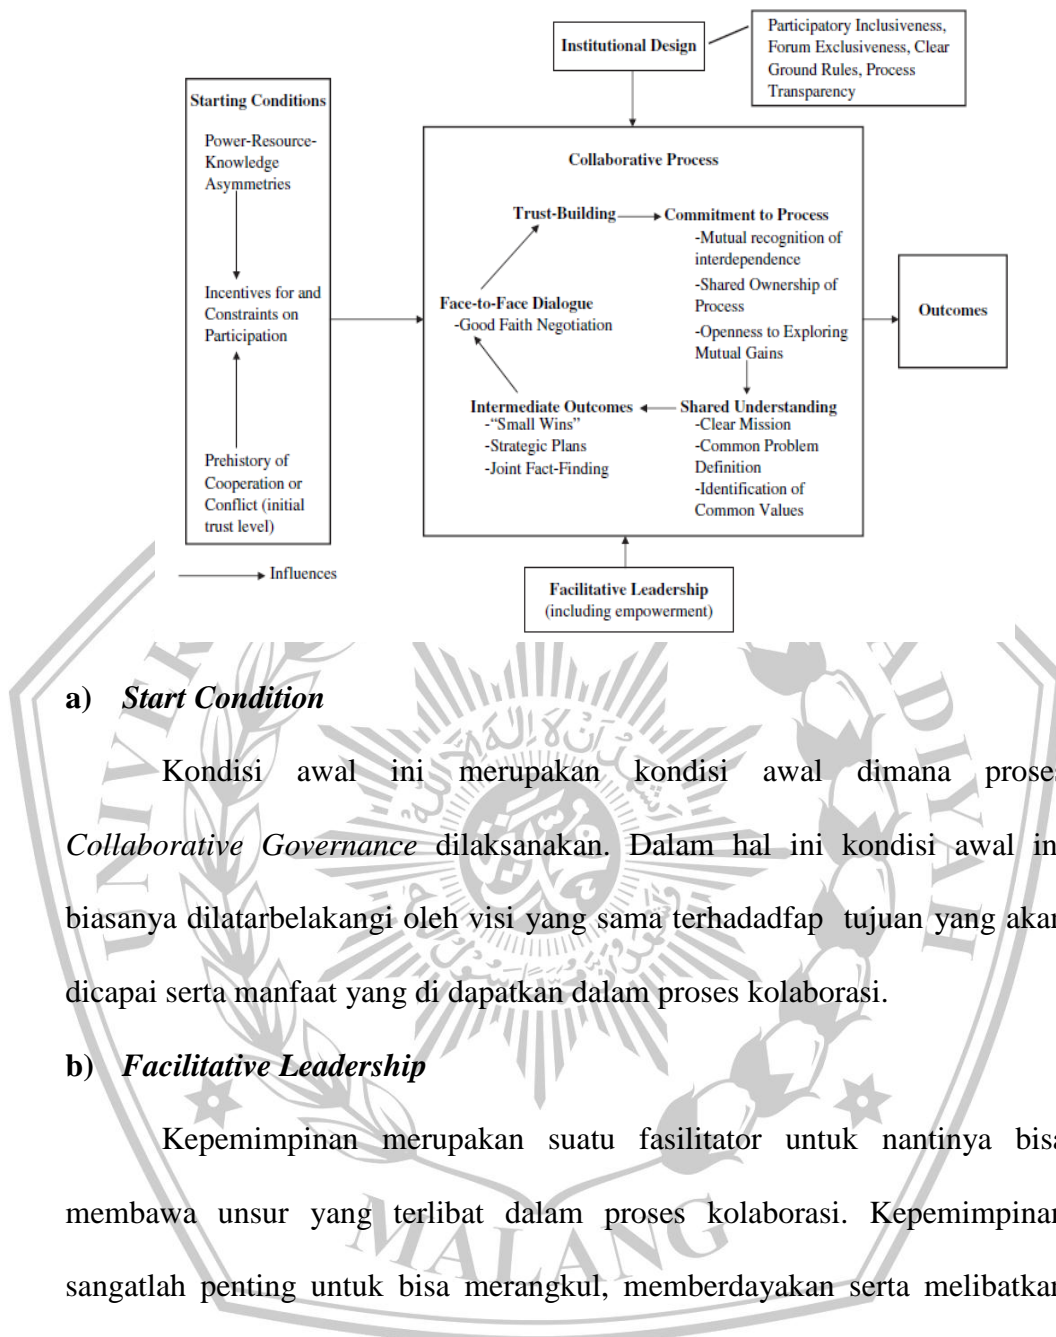 Institutional Design
Participatory Inclusiveness,
Forum Exclusiveness, Clear
Ground Rules, Process
Transparency
Starting Conditions
Power-Resource-
Knowledge
Asymmetries
Incentives for and
Constraints on
Participation
Prehistory of
Cooperation or
Conflict (initial
trust level)
Influences
Collaborative Process
Trust-Building
Commitment to Process
-Mutual recognition of
interdependence
-Shared Ownership of
Process
-Openness to Exploring
Mutual Gains
Face-to-Face Dialogue
-Good Faith Negotiation
Intermediate Outcomes
-“Small Wins”
-Strategic Plans
-Joint Fact-Finding
Shared Understanding
-Clear Mission
-Common Problem
Definition
-Identification of
Common Values
Outcomes
Facilitative Leadership
(including empowerment)
a) Start Condition
Kondisi awal ini merupakan kondisi awal dimana proses
Collaborative Governance dilaksanakan. Dalam hal ini kondisi awal ini
biasanya dilatarbelakangi oleh visi yang sama terhadadfap tujuan yang akan
dicapai serta manfaat yang di dapatkan dalam proses kolaborasi.
b) Facilitative Leadership
Kepemimpinan merupakan suatu fasilitator untuk nantinya bisa
membawa unsur yang terlibat dalam proses kolaborasi. Kepemimpinan
sangatlah penting untuk bisa merangkul, memberdayakan serta melibatkan
MALANG